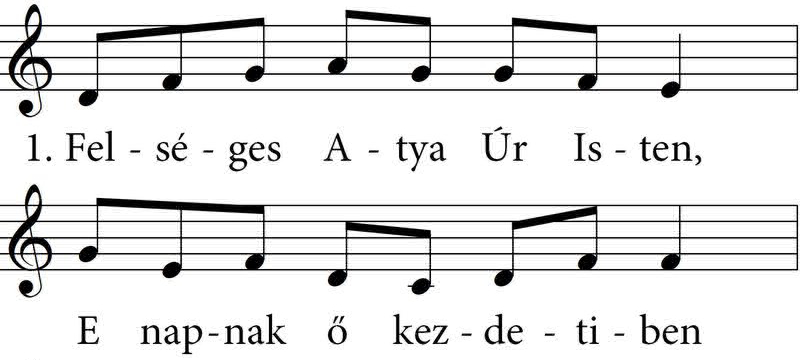 1. Fel - sé - ges A - tya Úr Is - ten,
E nap - nak ő kez - de - ti - ben